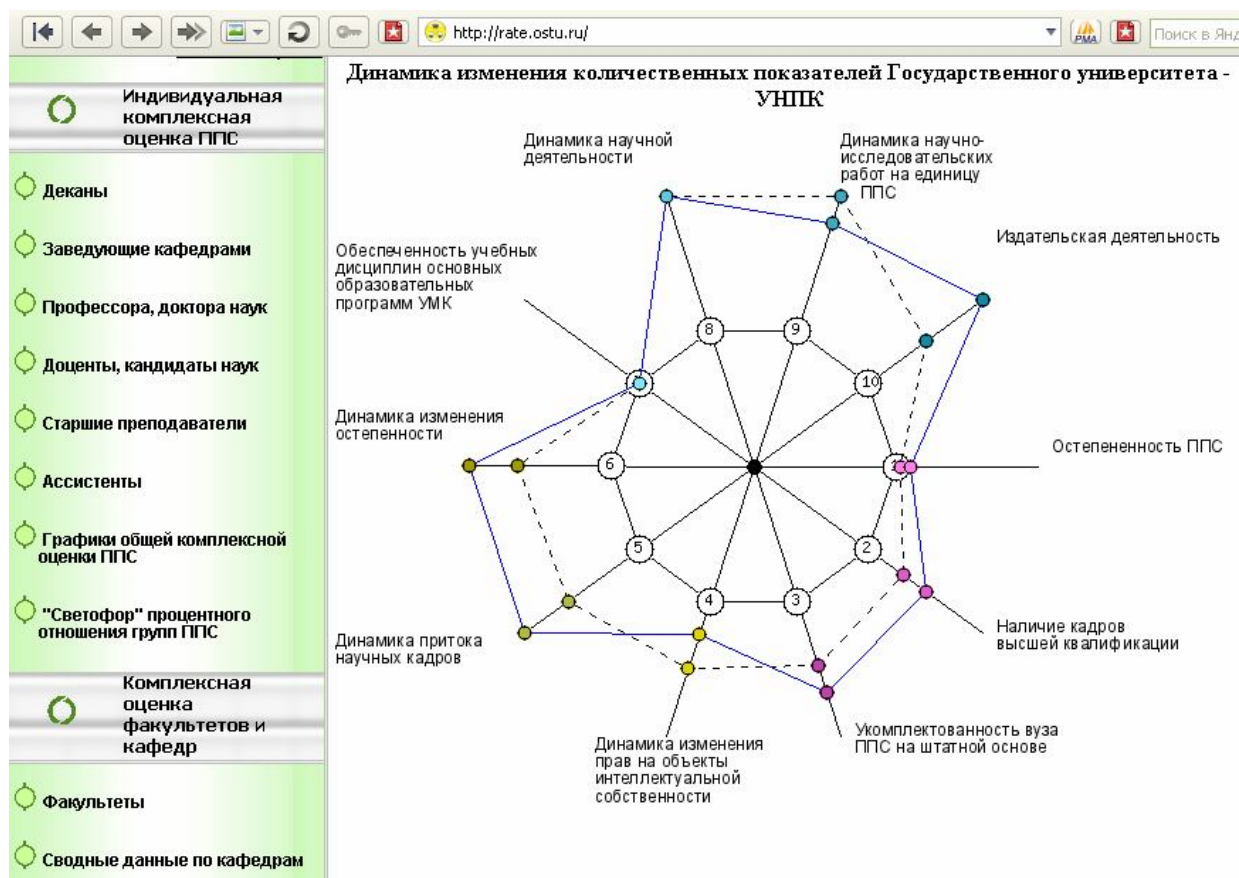 http://rate.ostu.ru/
PMA
Поиск в Янд
Индивидуальная
комплексная
оценка ППС
Деканы
Заведующие кафедрами
Профессора, доктора наук
Доценты, кандидаты наук
Старшие преподаватели
Ассистенты
Графики общей комплексной
оценки ППС
"Светофор" процентного
отношения групп ППС
Комплексная
оценка
факультетов и
кафедр
Факультеты
Сводные данные по кафедрам
Динамика изменения количественных показателей Государственного университета -
УНПК
Динамика научной
деятельности
Динамика научно-
исследовательских
работ на единицу
ППС
Издательская деятельность
Обеспеченность учебных
дисциплин основных
образовательных
программ УМК
8
9
10
Динамика изменения
остепенности
6
Остепененность ППС
5
2
4
3
Динамика притока
научных кадров
Наличие кадров
высшей квалификации
Динамика изменения
прав на объекты
интеллектуальной
собственности
Укомплектованность вуза
ППС на штатной основе